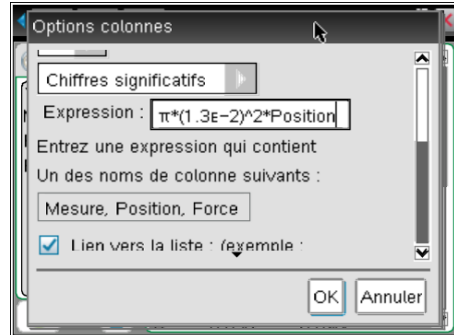 Options colonnes
Chiffres significatifs
Expression : π*(1.3ᴇ−2)^2*Position
Entrez une expression qui contient
Un des noms de colonne suivants :
Mesure, Position, Force
Lien vers la liste : (exemple :
OK Annuler